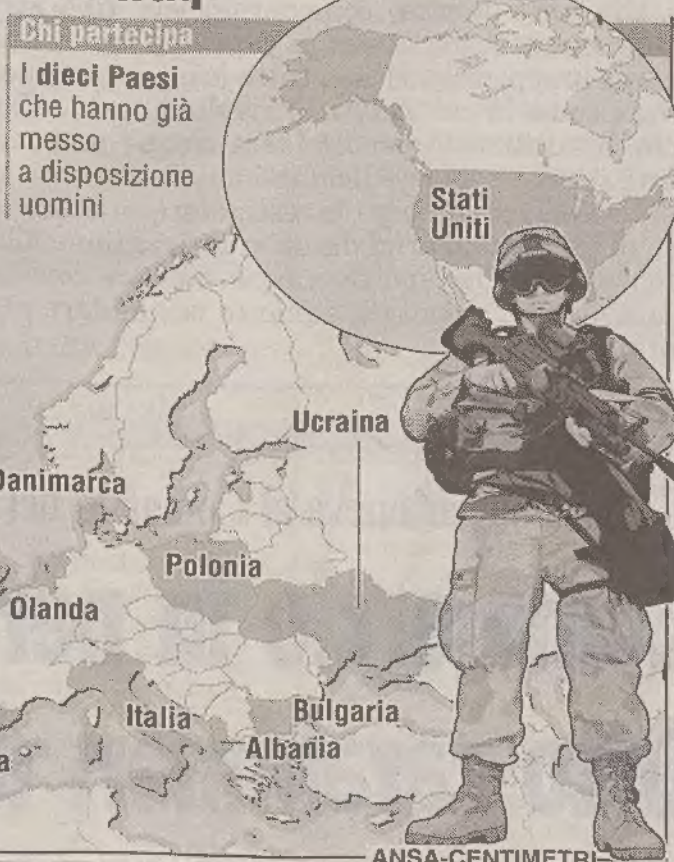 Chi partecipa
I dieci Paesi
che hanno già
messo
a disposizione
uomini
Stati
Uniti
Ucraina
Danimarca
Polonia
Olanda
Italia
Bulgaria
Albania
ANSA-CENTIMETRI